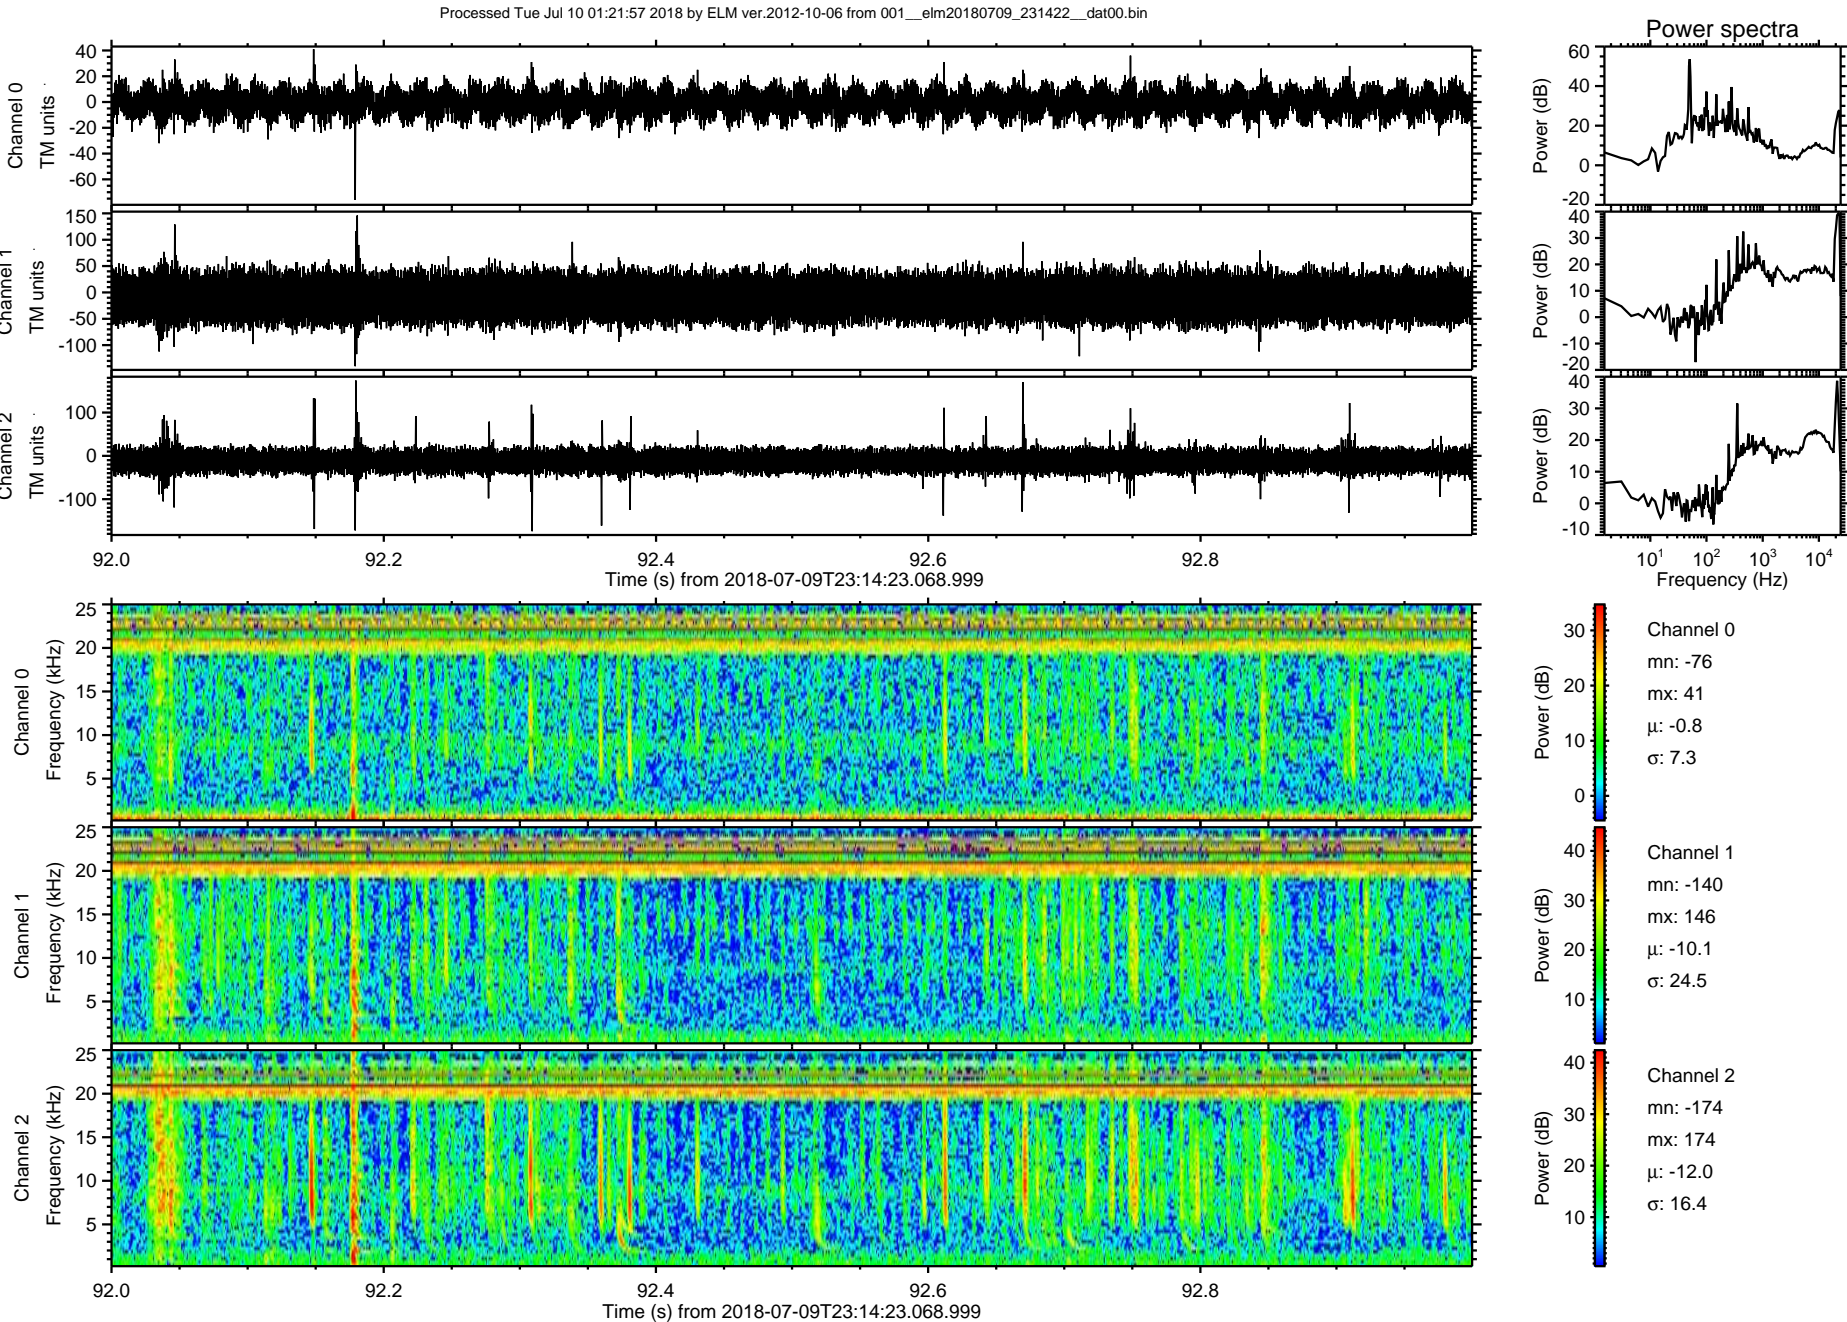 Processed Tue Jul 10 01:21:57 2018 by ELM ver.2012-10-06 from 001__elm20180709_231422__dat00.bin
Power spectra
Channel 0
TM units
40
20
0
-20
-40
-60
Power (dB)
60
40
20
0
-20
Channel 1
TM units
150
100
50
0
-50
-100
Power (dB)
40
30
20
10
0
-10
-20
Channel 2
TM units
100
0
-100
Power (dB)
40
30
20
10
0
-10
92.0 92.2 92.4 92.6 92.8
Time (s) from 2018-07-09T23:14:23.068.999
10^1 10^2 10^3 10^4
Frequency (Hz)
Channel 0
Frequency (kHz)
25
20
15
10
5
Power (dB)
30
20
10
0
Channel 0
mn: -76
mx: 41
μ: -0.8
σ: 7.3
Channel 1
Frequency (kHz)
25
20
15
10
5
Power (dB)
40
30
20
10
Channel 1
mn: -140
mx: 146
μ: -10.1
σ: 24.5
Channel 2
Frequency (kHz)
25
20
15
10
5
Power (dB)
40
30
20
10
Channel 2
mn: -174
mx: 174
μ: -12.0
σ: 16.4
92.0 92.2 92.4 92.6 92.8
Time (s) from 2018-07-09T23:14:23.068.999